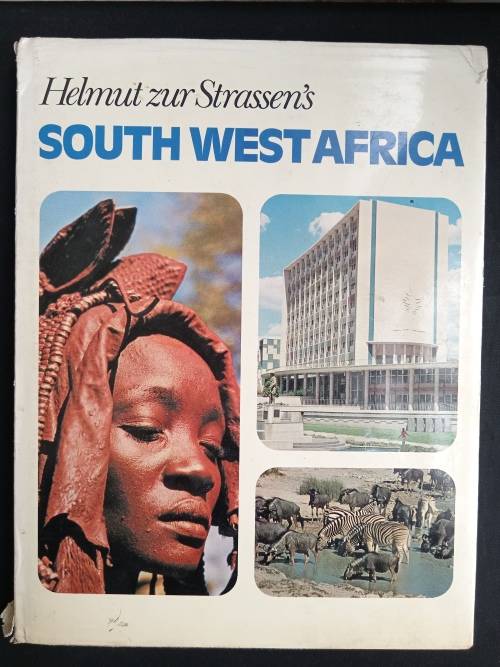 Helmut zur Strassen's
SOUTH WEST AFRICA